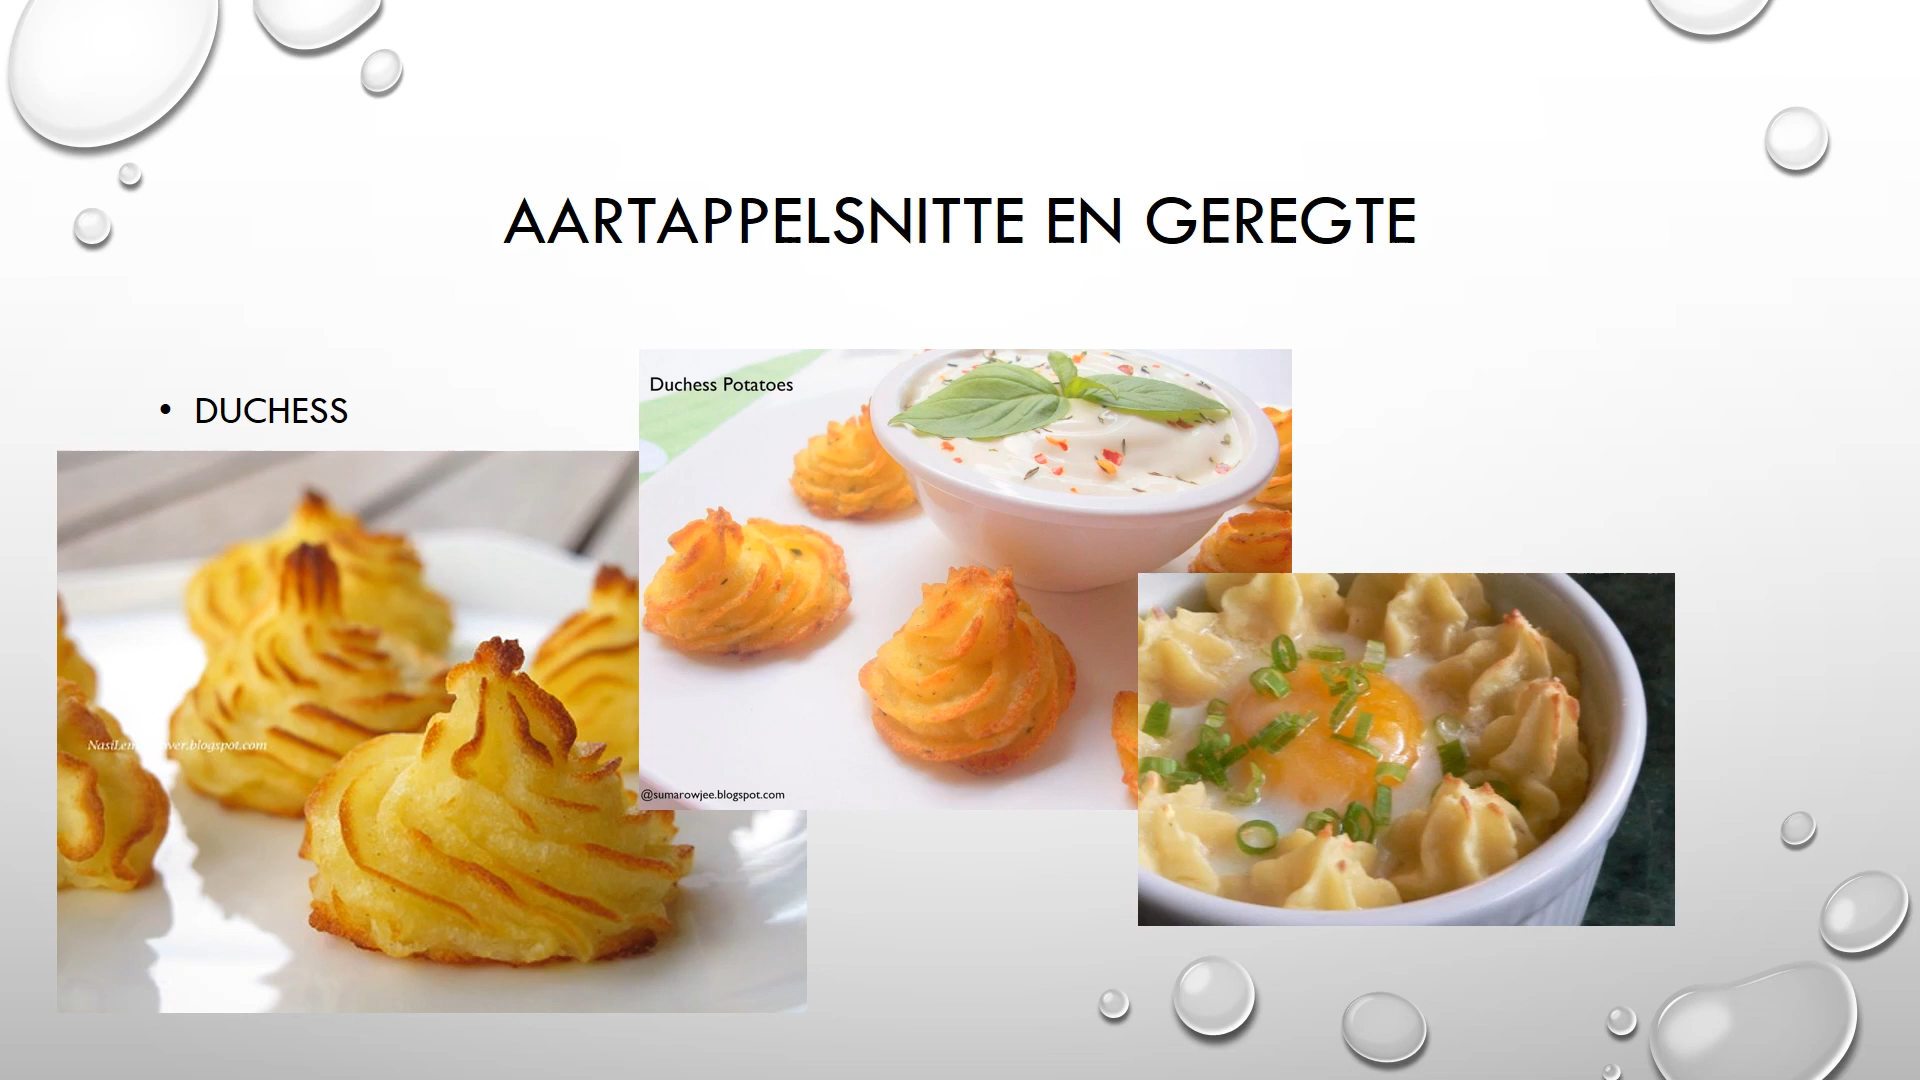 AARTAPPELSNITTE EN GEREGTE
• DUCHESS
Duchess Potatoes
@sumarowjee.blogspot.com